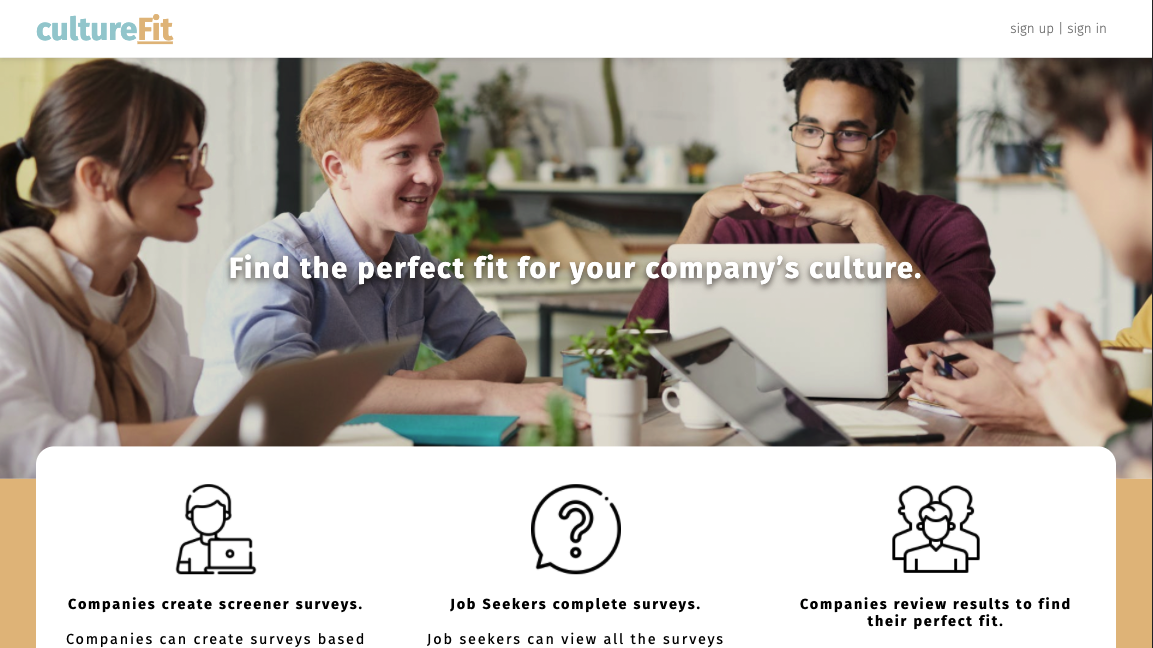 cultureFit
sign up | sign in
Find the perfect fit for your company's culture.
Companies create screener surveys.
Companies can create surveys based
Job Seekers complete surveys.
Job seekers can view all the surveys
Companies review results to find
their perfect fit.